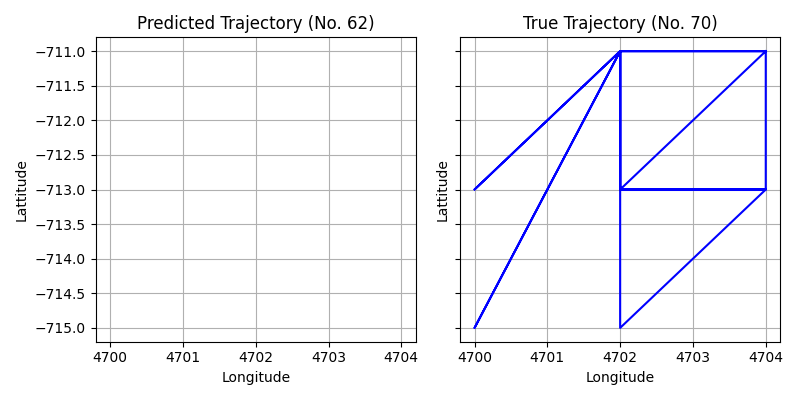 Predicted Trajectory (No. 62)
True Trajectory (No. 70)
−711.0
−711.5
−712.0
−712.5
−713.0
−713.5
−714.0
−714.5
−715.0
Lattitude
Lattitude
4700 4701 4702 4703 4704
4700 4701 4702 4703 4704
Longitude
Longitude